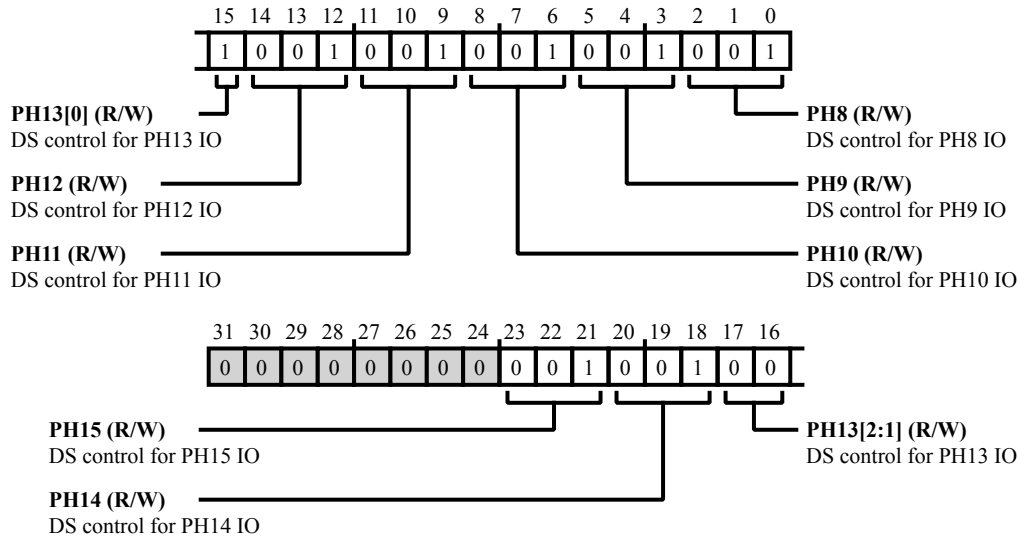 15 14 13 12 11 10 9 8 7 6 5 4 3 2 1 0
1 0 0 1 0 0 1 0 0 1 0 0 1 0 0 1
PH13[0] (R/W)
DS control for PH13 IO
PH8 (R/W)
DS control for PH8 IO
PH12 (R/W)
DS control for PH12 IO
PH9 (R/W)
DS control for PH9 IO
PH11 (R/W)
DS control for PH11 IO
PH10 (R/W)
DS control for PH10 IO
31 30 29 28 27 26 25 24 23 22 21 20 19 18 17 16
0 0 0 0 0 0 0 0 0 0 1 0 0 1 0 0
PH15 (R/W)
DS control for PH15 IO
PH13[2:1] (R/W)
DS control for PH13 IO
PH14 (R/W)
DS control for PH14 IO